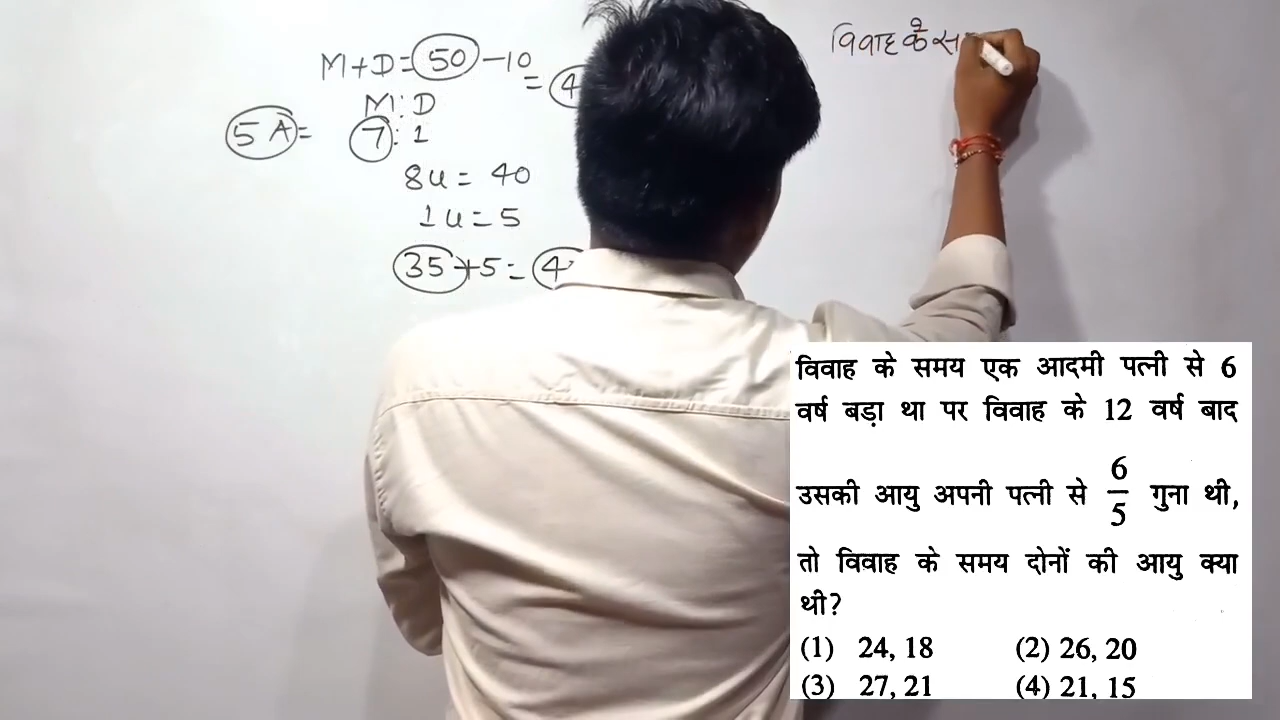 M+D=50-10
=4
M:D
5A= 7:1
8u= 40
1u=5
35+5=4
विवाह के स
विवाह के समय एक आदमी पत्नी से 6
वर्ष बड़ा था पर विवाह के 12 वर्ष बाद
उसकी आयु अपनी पत्नी से 6/5 गुना थी,
तो विवाह के समय दोनों की आयु क्या
थी?
(1) 24, 18 (2) 26, 20
(3) 27, 21 (4) 21, 15